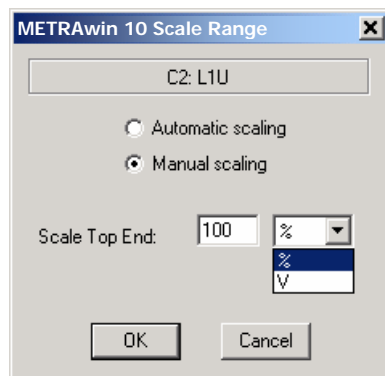 METRAwin 10 Scale Range
C2: L1U
Automatic scaling
Manual scaling
Scale Top End: 100 %
%
V
OK Cancel